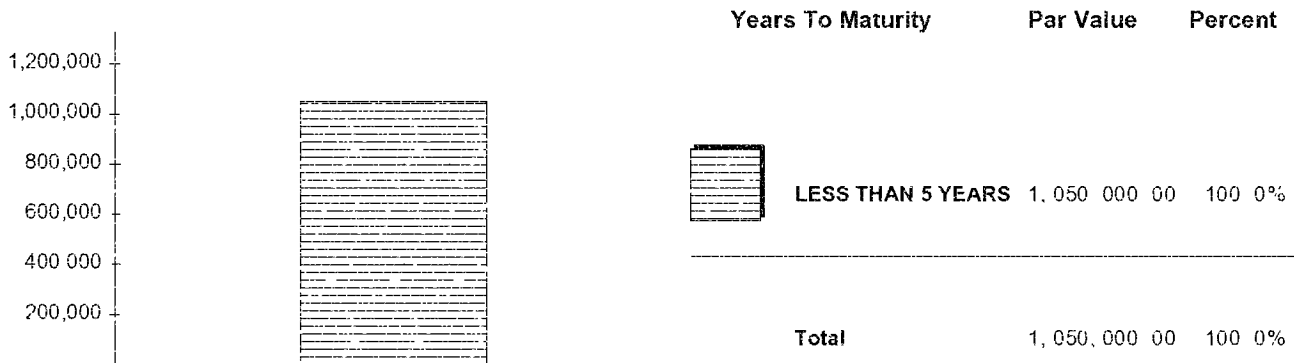 Years To Maturity Par Value Percent
1,200,000
1,000,000
800,000
600,000
400 000
200,000
LESS THAN 5 YEARS 1, 050 000 00 100 0%
Total 1, 050, 000 00 100 0%